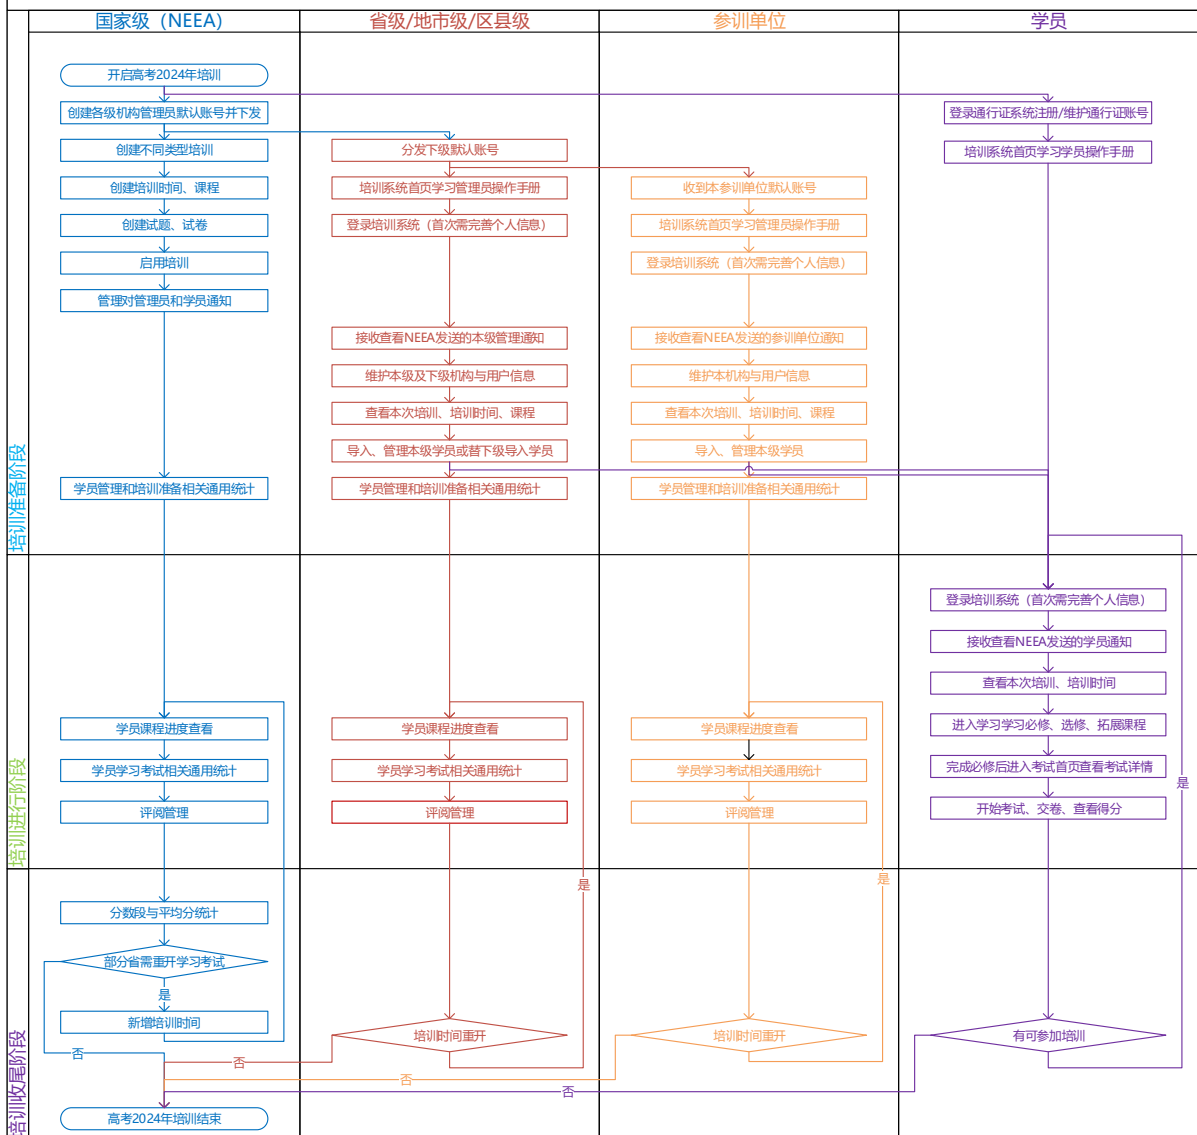 国家级（NEEA）
省级/地市级/区县级
参训单位
学员
培训准备阶段
开启高考2024年培训
创建各级机构管理员默认账号并下发
登录通行证系统注册/维护通行证账号
创建不同类型培训
分发下级默认账号
培训系统首页学习学员操作手册
创建培训时间、课程
培训系统首页学习管理员操作手册
收到本参训单位默认账号
创建试题、试卷
登录培训系统（首次需完善个人信息）
培训系统首页学习管理员操作手册
启用培训
登录培训系统（首次需完善个人信息）
管理对管理员和学员通知
接收查看NEEA发送的本级管理通知
接收查看NEEA发送的参训单位通知
维护本级及下级机构与用户信息
维护本机构与用户信息
查看本次培训、培训时间、课程
查看本次培训、培训时间、课程
导入、管理本级学员或替下级导入学员
导入、管理本级学员
学员管理和培训准备相关通用统计
学员管理和培训准备相关通用统计
学员管理和培训准备相关通用统计
培训进行阶段
登录培训系统（首次需完善个人信息）
接收查看NEEA发送的学员通知
查看本次培训、培训时间
学员课程进度查看
学员课程进度查看
学员课程进度查看
进入学习学习必修、选修、拓展课程
学员学习考试相关通用统计
学员学习考试相关通用统计
学员学习考试相关通用统计
完成必修后进入考试首页查看考试详情
是
评阅管理
评阅管理
评阅管理
开始考试、交卷、查看得分
培训收尾阶段
是
是
分数段与平均分统计
部分省需重开学习考试
是
新增培训时间
培训时间重开
培训时间重开
有可参加培训
否
否
否
否
高考2024年培训结束